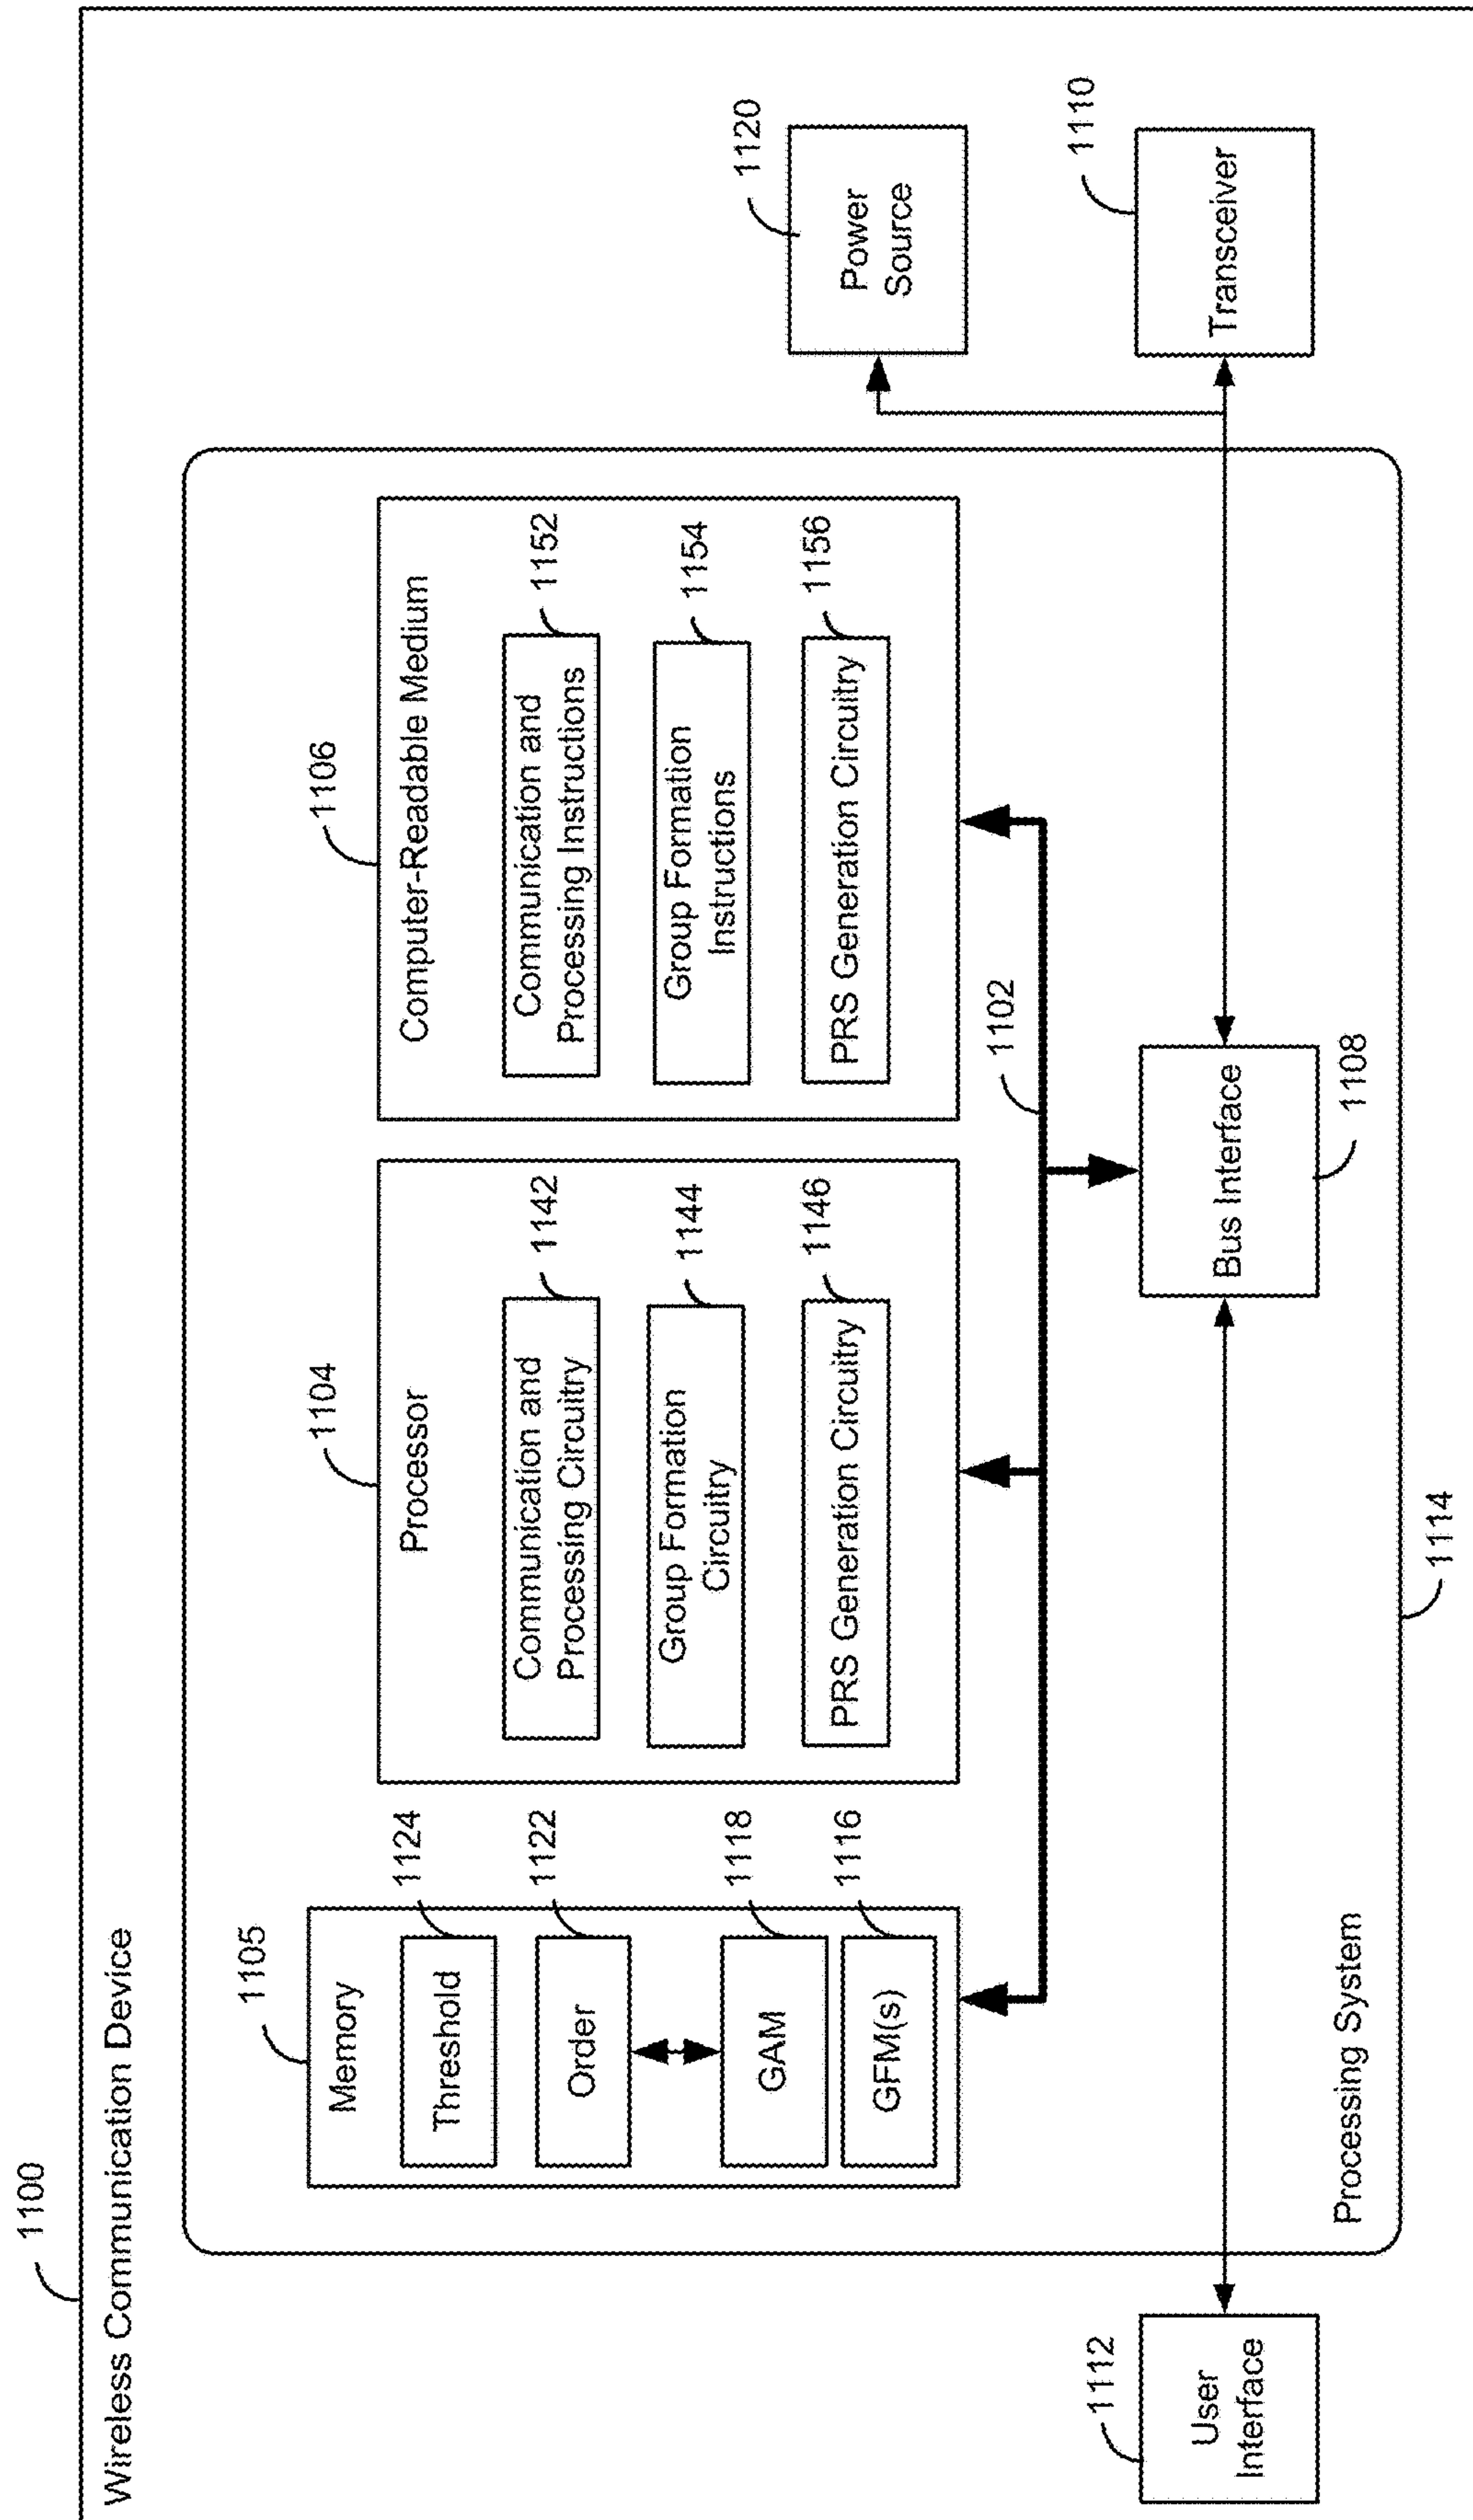 1100
Wireless Communication Device
1105
Memory
Threshold
1124
Order
1122
GAM
1118
GFM(s)
1116
1104
Processor
Communication and
Processing Circuitry
1142
Group Formation
Circuitry
1144
PRS Generation Circuitry
1146
1106
Computer-Readable Medium
Communication and
Processing Instructions
1152
Group Formation
Instructions
1154
PRS Generation Circuitry
1156
1102
1120
Power
Source
1112
User
Interface
Bus Interface
1108
1110
Transceiver
Processing System
1114